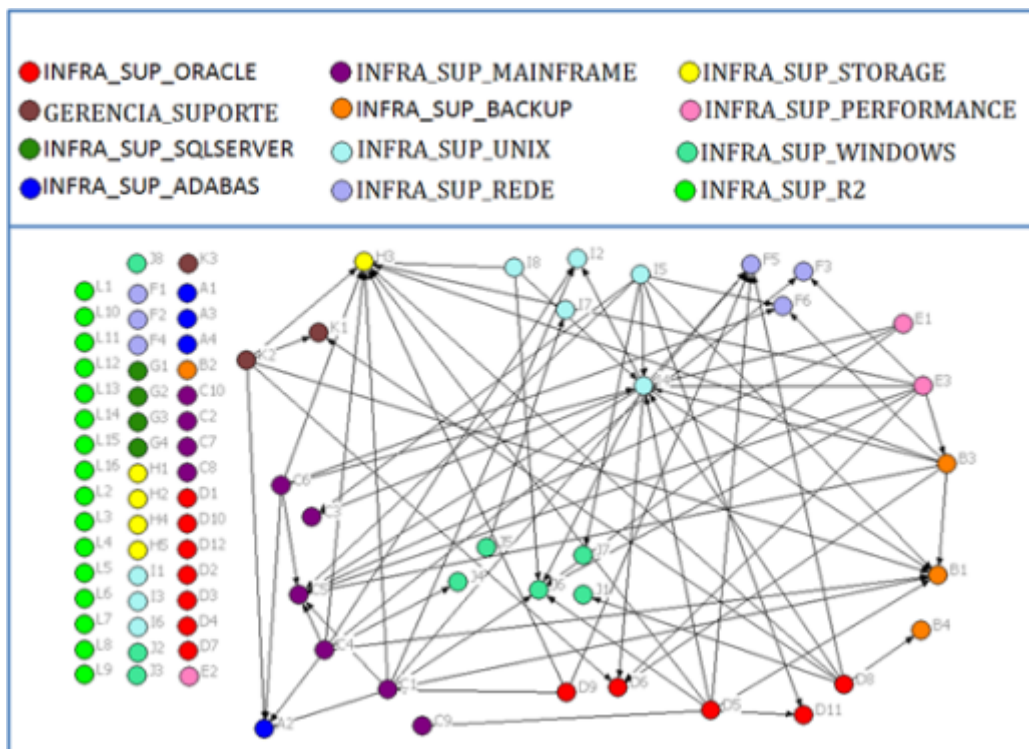 INFRA_SUP_ORACLE INFRA_SUP_MAINFRAME INFRA_SUP_STORAGE
GERENCIA_SUPORTE INFRA_SUP_BACKUP INFRA_SUP_PERFORMANCE
INFRA_SUP_SQLSERVER INFRA_SUP_UNIX INFRA_SUP_WINDOWS
INFRA_SUP_ADABAS INFRA_SUP_REDE INFRA_SUP_R2
J8 K3 H3 I8 I2 I5 F5 F3
L1 F1 A1
L10 F2 A3 I7 F6 E1
L11 F4 A4 K1
L12 G1 B2 K2
L13 G2 C10 E3
L14 G3 C2
L15 G4 C7
L16 H1 C8 B3
L2 H2 D1 C6
L3 H4 D10 C3
L4 H5 D12 J5 J7
L5 I1 D2 J4 B1
L6 I3 D3 J1
L7 I6 D4 B4
L8 J2 D7 C4
L9 J3 E2 C1 D9 D6 D8
A2 C9 D5 D11